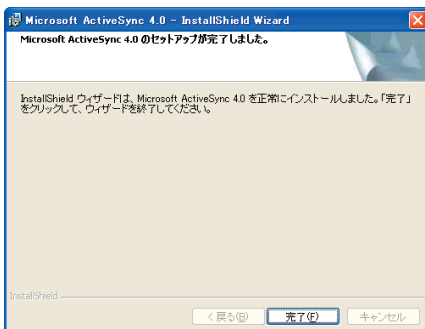 Microsoft ActiveSync 4.0 - InstallShield Wizard
Microsoft ActiveSync 4.0 のセットアップが完了しました。
InstallShield ウィザードは、Microsoft ActiveSync 4.0 を正常にインストールしました。「完了」
をクリックして、ウィザードを終了してください。
InstallShield
< 戻る(B)
完了(F)
キャンセル